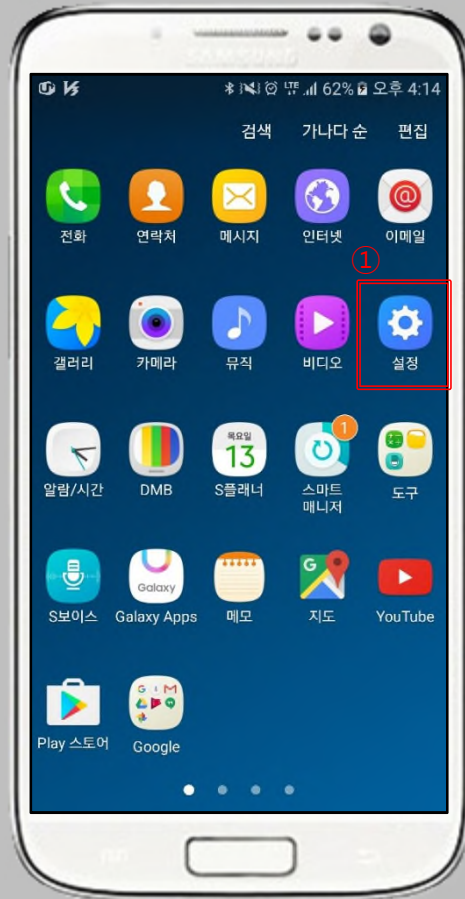 SAMSUNG
LTE 62% 오후 4:14
검색 가나다 순 편집
전화 연락처 메시지 인터넷 이메일
①
갤러리 카메라 뮤직 비디오 설정
목요일
13
1
알람/시간 DMB S플래너 스마트 매니저 도구
Galaxy
G
S보이스 Galaxy Apps 메모 지도 YouTube
G M
Play 스토어 Google